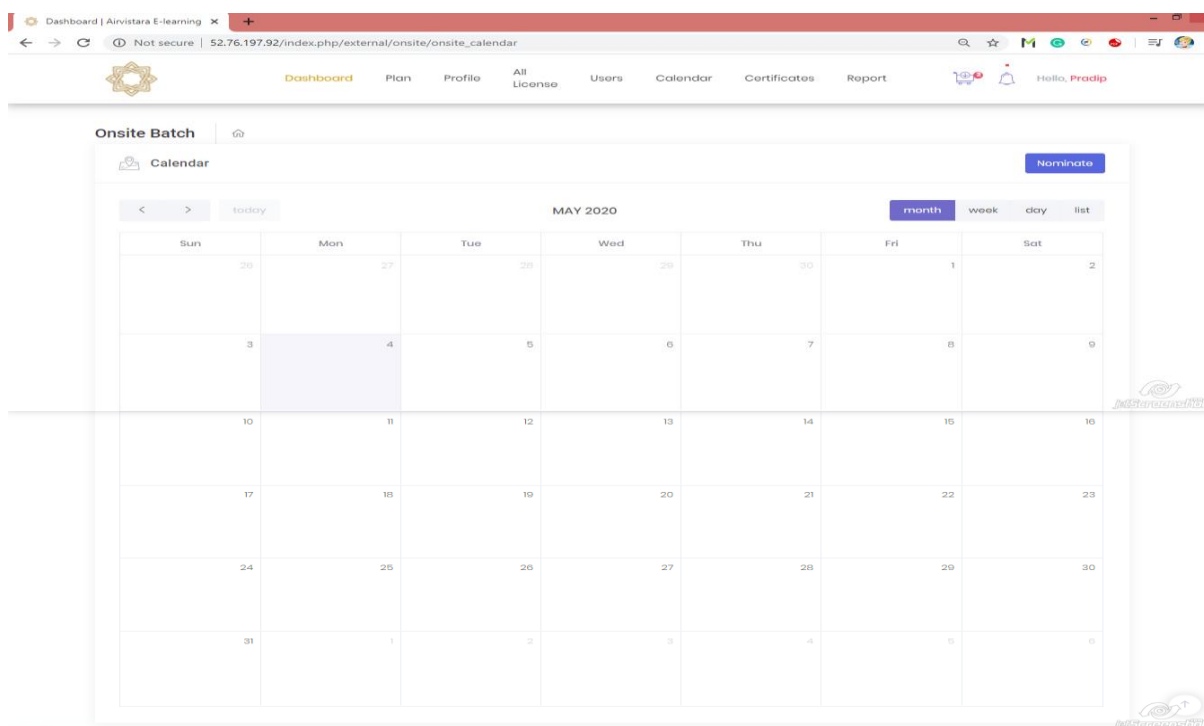 Dashboard | Airvistara E-learning
Not secure | 52.76.197.92/index.php/external/onsite/onsite_calendar
Dashboard Plan Profile All License Users Calendar Certificates Report Hello, Pradip
Onsite Batch
Calendar Nominate
< > today MAY 2020 month week day list
Sun Mon Tue Wed Thu Fri Sat
26 27 28 29 30 1 2
3 4 5 6 7 8 9
10 11 12 13 14 15 16
17 18 19 20 21 22 23
24 25 26 27 28 29 30
31 1 2 3 4 5 6